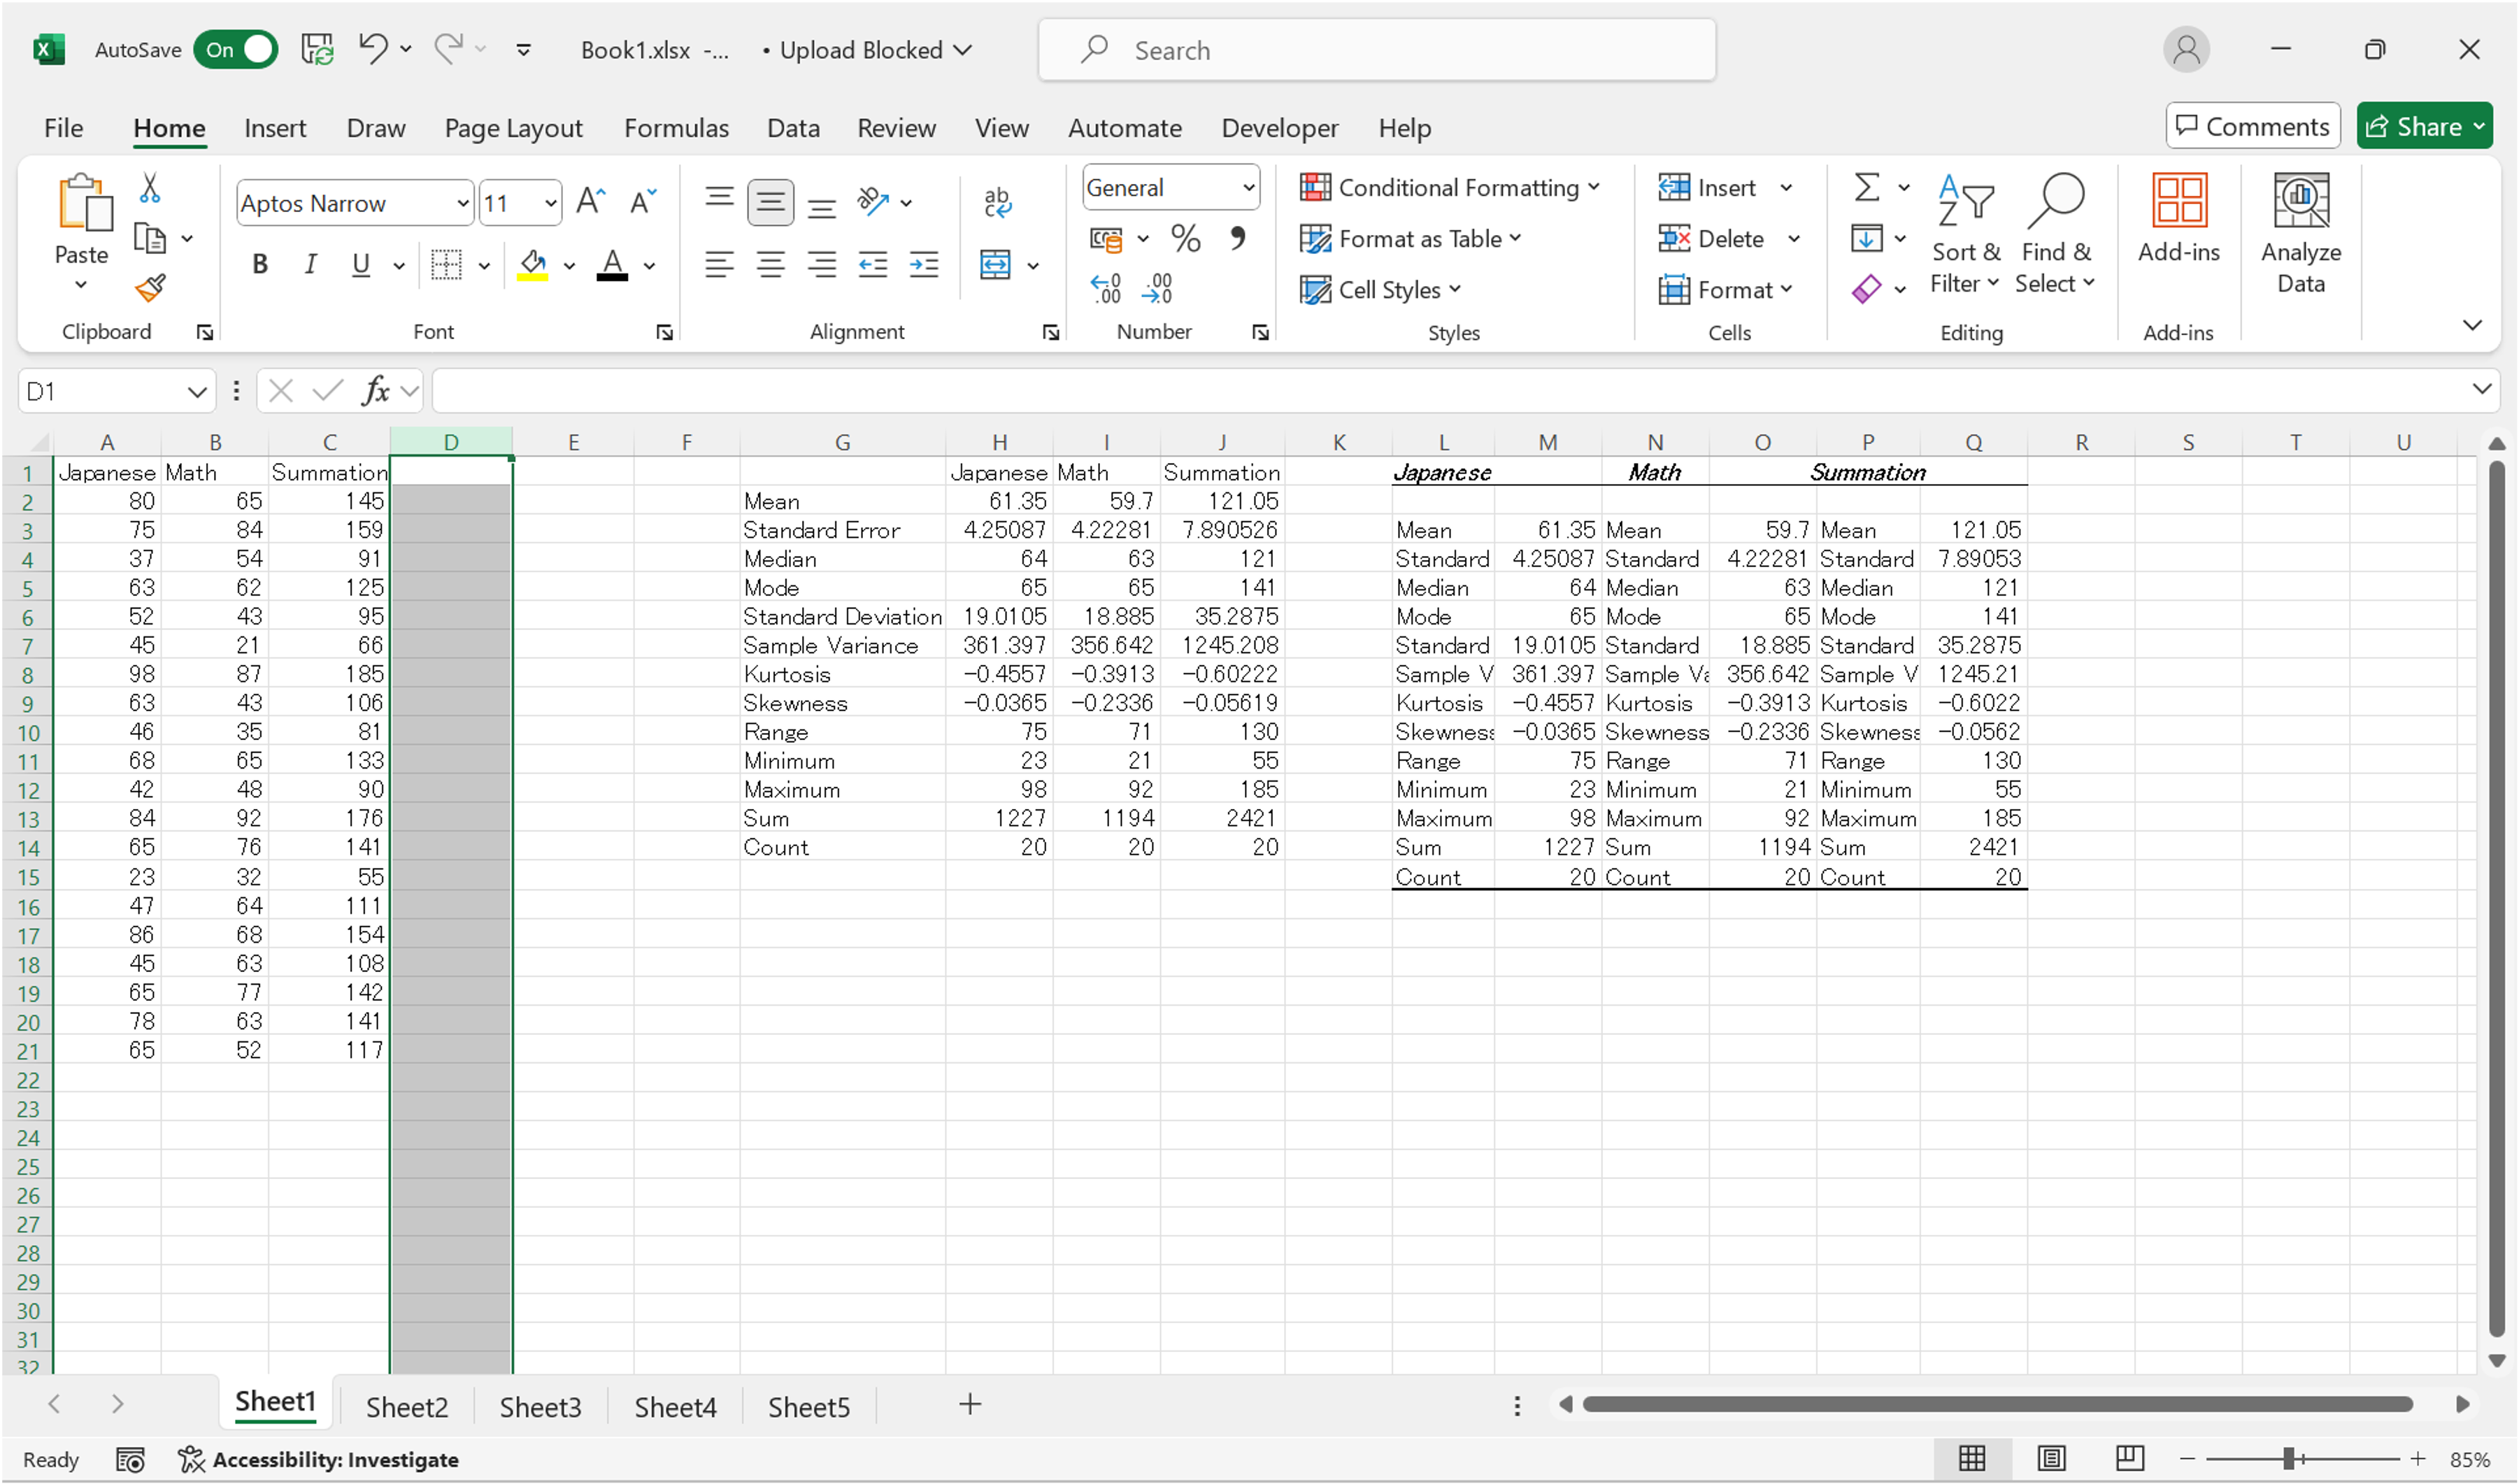 AutoSave On Book1.xlsx -... • Upload Blocked Search
File Home Insert Draw Page Layout Formulas Data Review View Automate Developer Help Comments Share
Paste Aptos Narrow 11 General Conditional Formatting Insert
Format as Table Delete Sort & Filter Find & Select Add-ins Analyze Data
B I U Cell Styles Format
Clipboard Font Alignment Number Styles Cells Editing Add-ins
D1 fx
A B C D E F G H I J K L M N O P Q R S T U
1 Japanese Math Summation Japanese Math Summation Japanese Math Summation
2 80 65 145 Mean 61.35 59.7 121.05
3 75 84 159 Standard Error 4.25087 4.22281 7.890526 Mean 61.35 Mean 59.7 Mean 121.05
4 37 54 91 Median 64 63 121 Standard 4.25087 Standard 4.22281 Standard 7.89053
5 63 62 125 Mode 65 65 141 Median 64 Median 63 Median 121
6 52 43 95 Standard Deviation 19.0105 18.885 35.2875 Mode 65 Mode 65 Mode 141
7 45 21 66 Sample Variance 361.397 356.642 1245.208 Standard 19.0105 Standard 18.885 Standard 35.2875
8 98 87 185 Kurtosis -0.4557 -0.3913 -0.60222 Sample V 361.397 Sample Va 356.642 Sample V 1245.21
9 63 43 106 Skewness -0.0365 -0.2336 -0.05619 Kurtosis -0.4557 Kurtosis -0.3913 Kurtosis -0.6022
10 46 35 81 Range 75 71 130 Skewness -0.0365 Skewness -0.2336 Skewness -0.0562
11 68 65 133 Minimum 23 21 55 Range 75 Range 71 Range 130
12 42 48 90 Maximum 98 92 185 Minimum 23 Minimum 21 Minimum 55
13 84 92 176 Sum 1227 1194 2421 Maximum 98 Maximum 92 Maximum 185
14 65 76 141 Count 20 20 20 Sum 1227 Sum 1194 Sum 2421
15 23 32 55 Count 20 Count 20 Count 20
16 47 64 111
17 86 68 154
18 45 63 108
19 65 77 142
20 78 63 141
21 65 52 117
22
23
24
25
26
27
28
29
30
31
32
Sheet1 Sheet2 Sheet3 Sheet4 Sheet5
Ready Accessibility: Investigate 85%